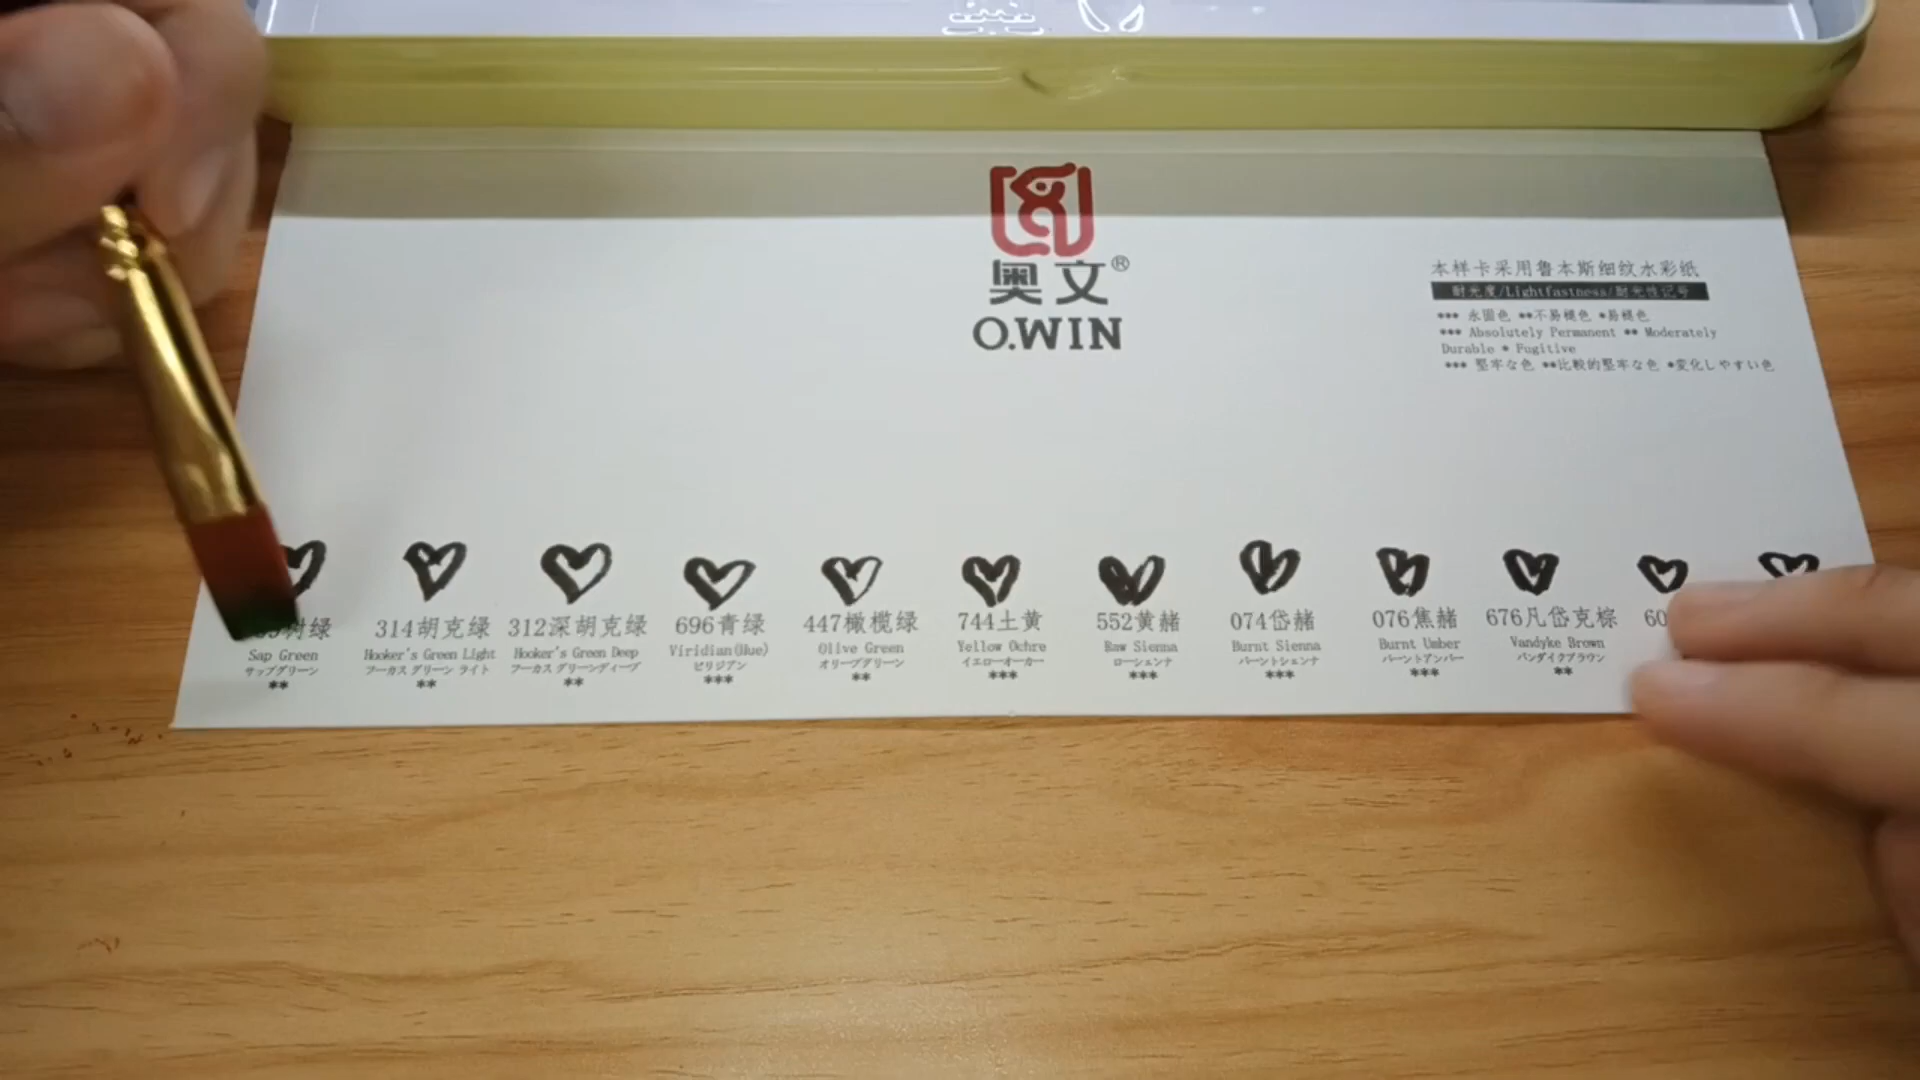 奥文®
O.WIN
本样卡采用鲁本斯细纹水彩纸
耐光度/Lightfastness/耐光性记号
*** 永固色 **不易褪色 *易褪色
*** Absolutely Permanent ** Moderately
Durable * Fugitive
*** 堅牢な色 **比較的堅牢な色 *変化しやすい色
树绿
Sap Green
サップグリーン
**
314胡克绿
Hooker's Green Light
フーカス グリーン ライト
**
312深胡克绿
Hooker's Green Deep
フーカス グリーンディープ
**
696青绿
Viridian(Hue)
ビリジアン
***
447橄榄绿
Olive Green
オリーブグリーン
**
744土黄
Yellow Ochre
イエローオーカー
***
552黄赭
Raw Sienna
ローシェンナ
***
074岱赭
Burnt Sienna
バーントシェンナ
***
076焦赭
Burnt Umber
バーントアンバー
***
676凡岱克棕
Vandyke Brown
バンダイクブラウン
**
60